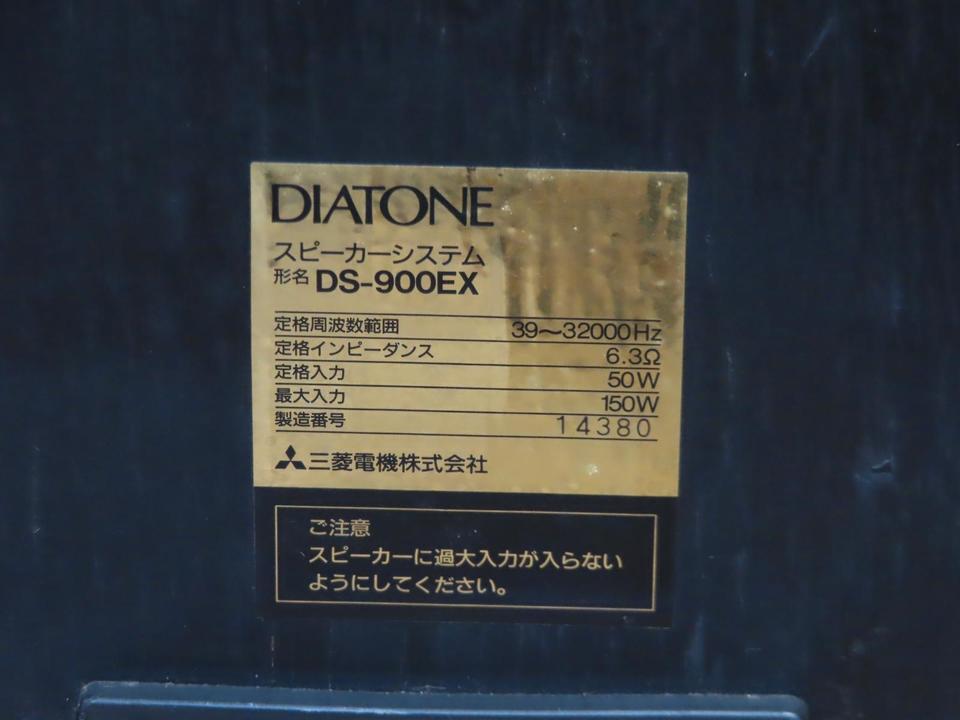 DIATONE
スピーカーシステム
形名 DS-900EX
定格周波数範囲 39〜32000Hz
定格インピーダンス 6.3Ω
定格入力 50W
最大入力 150W
製造番号 14380
三菱電機株式会社
ご注意
スピーカーに過大入力が入らない
ようにしてください。